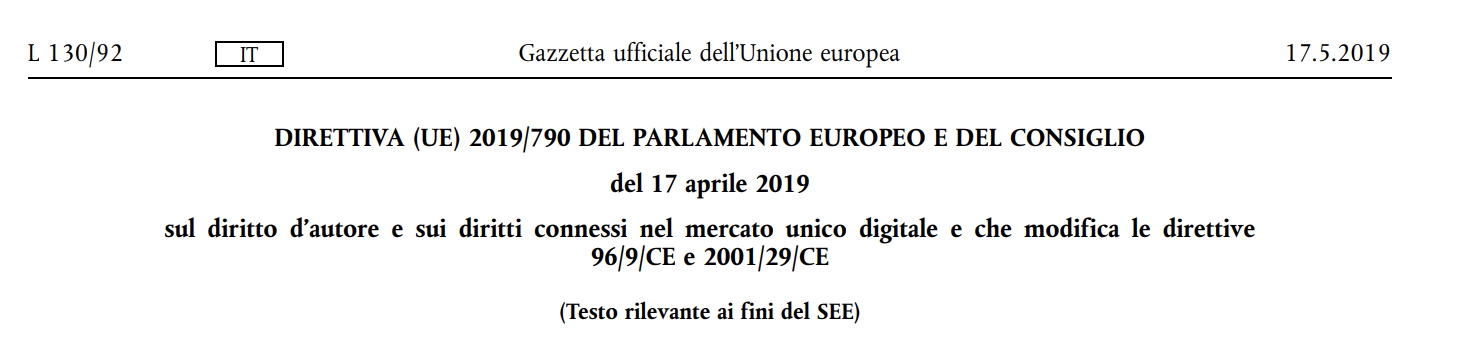 L 130/92 IT Gazzetta ufficiale dell'Unione europea 17.5.2019
DIRETTIVA (UE) 2019/790 DEL PARLAMENTO EUROPEO E DEL CONSIGLIO
del 17 aprile 2019
sul diritto d'autore e sui diritti connessi nel mercato unico digitale e che modifica le direttive
96/9/CE e 2001/29/CE
(Testo rilevante ai fini del SEE)